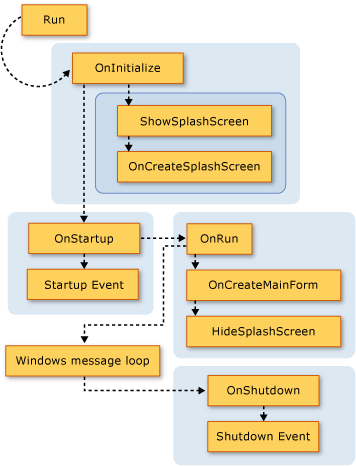 Run
OnInitialize
ShowSplashScreen
OnCreateSplashScreen
OnStartup
Startup Event
OnRun
OnCreateMainForm
HideSplashScreen
Windows message loop
OnShutdown
Shutdown Event